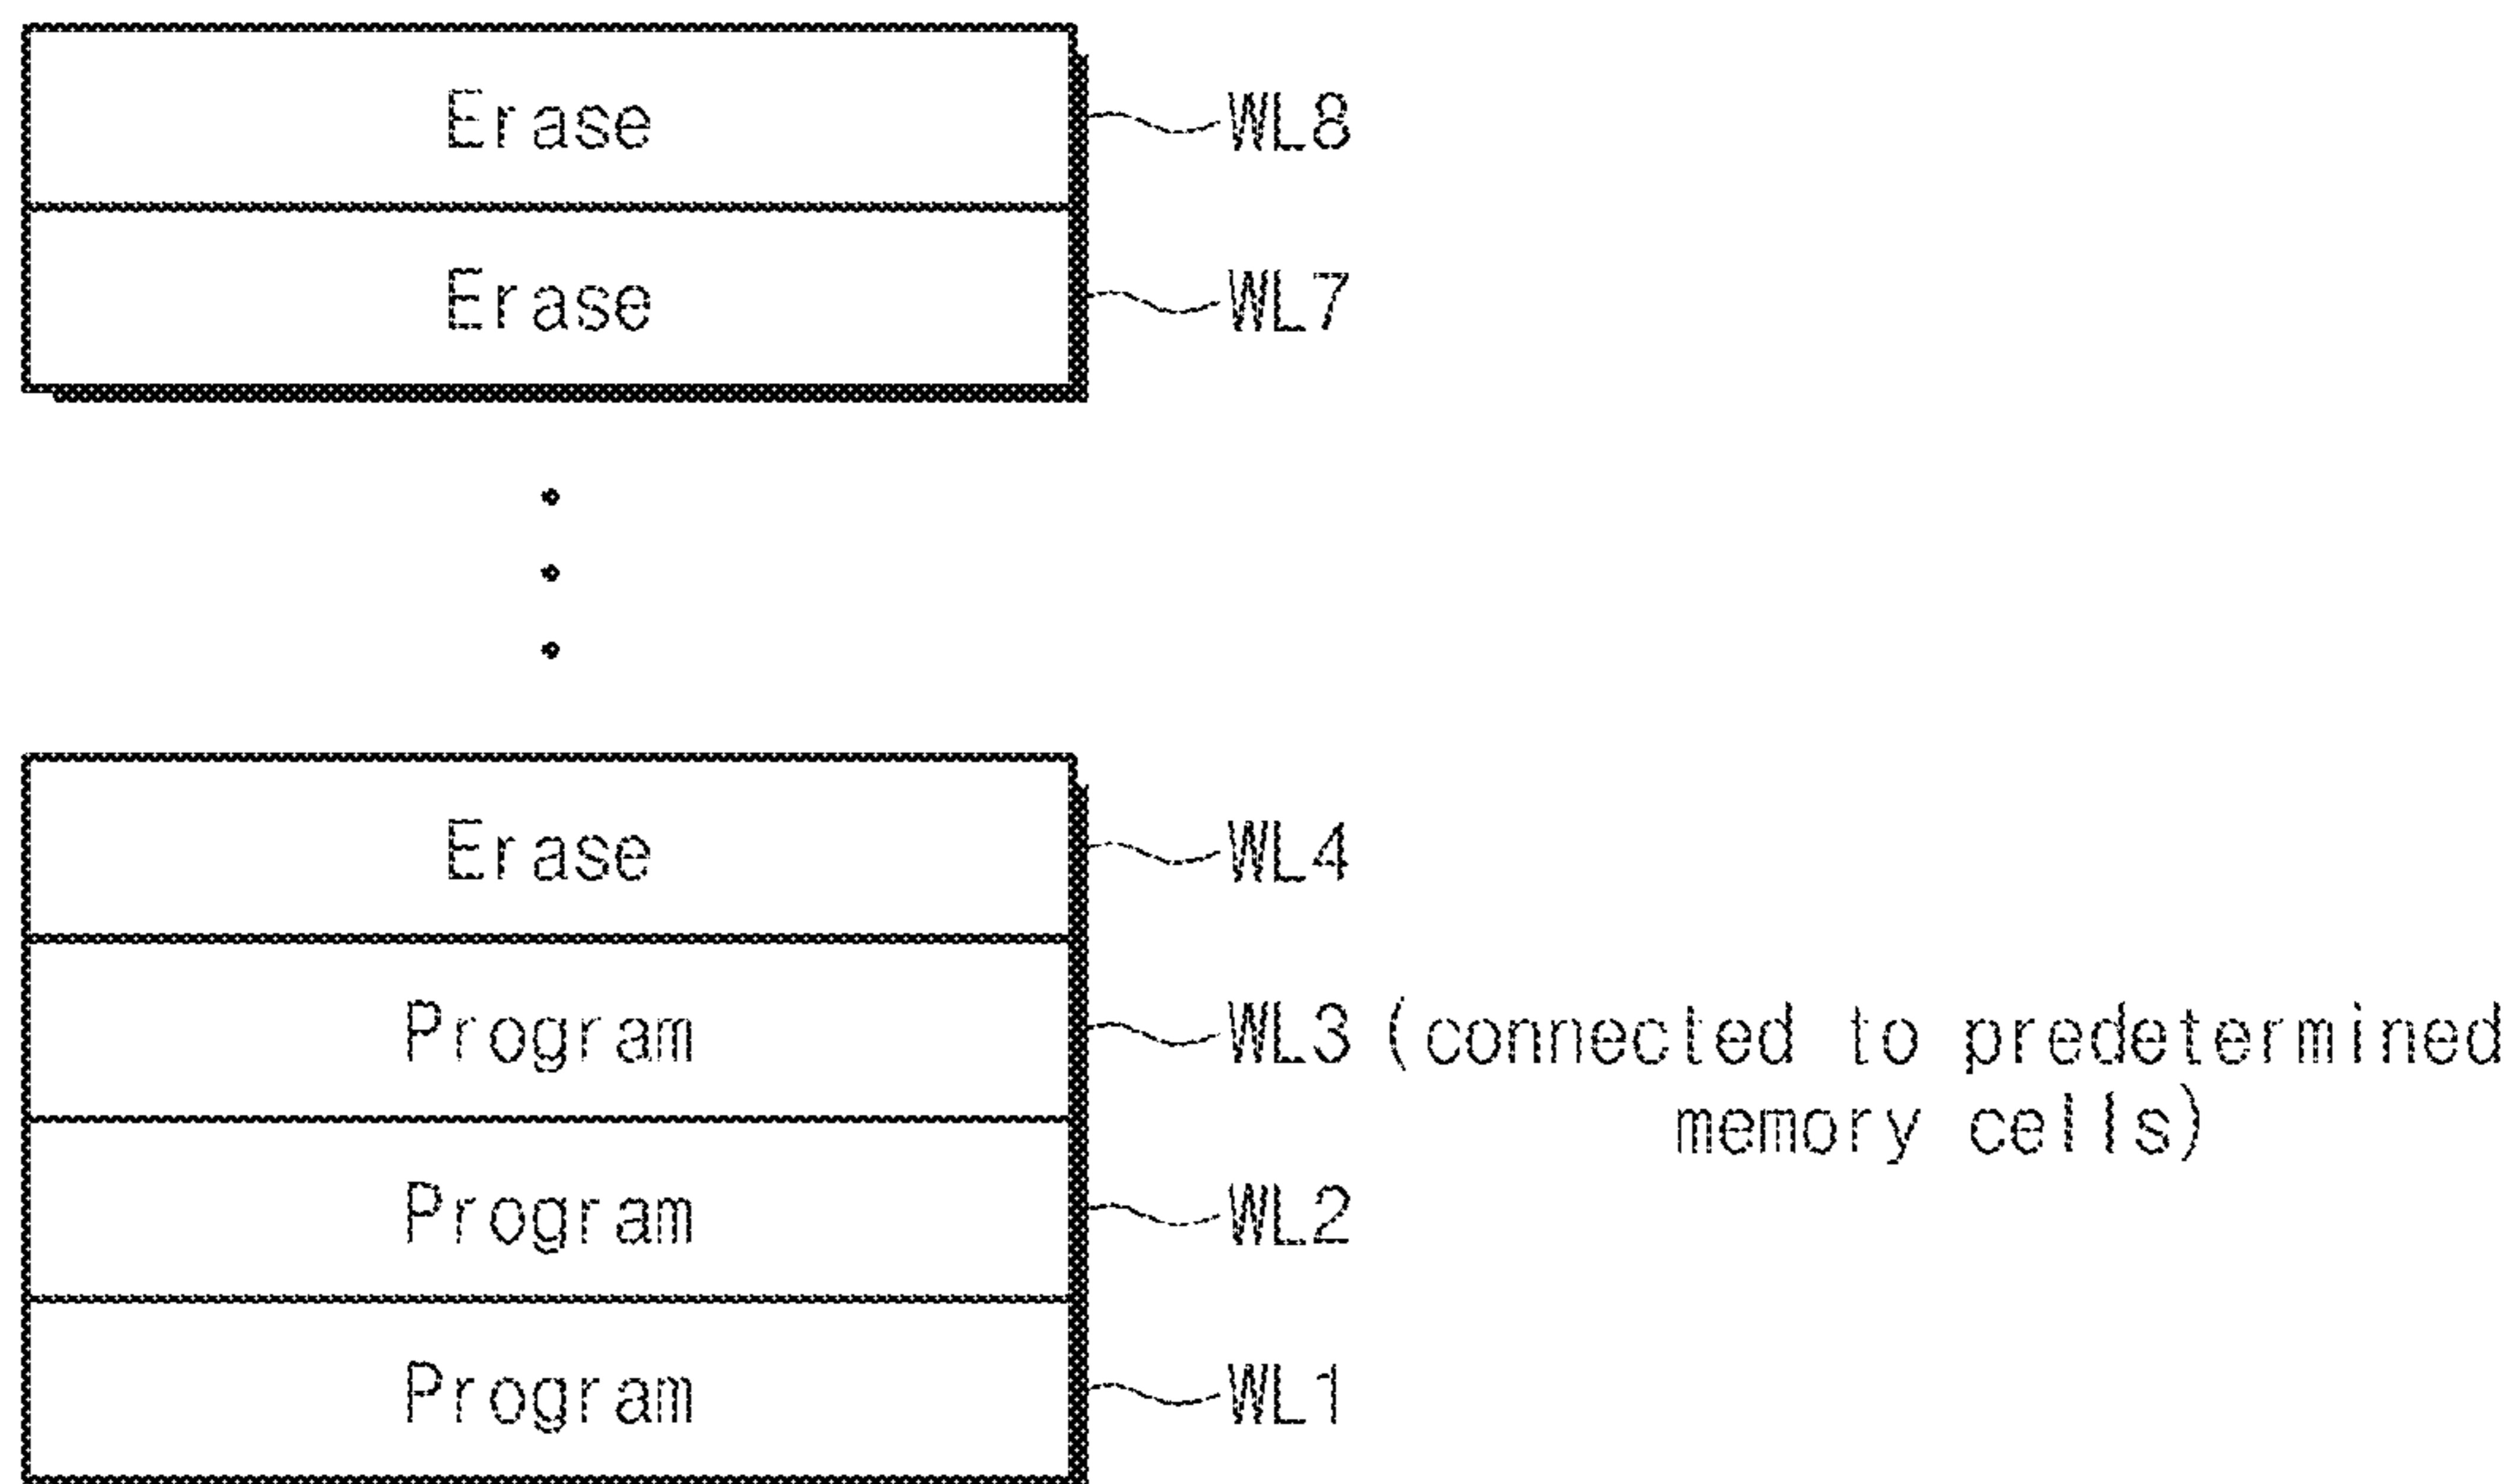 Erase WL8
Erase WL7
Erase WL4
Program WL3 (connected to predetermined
memory cells)
Program WL2
Program WL1